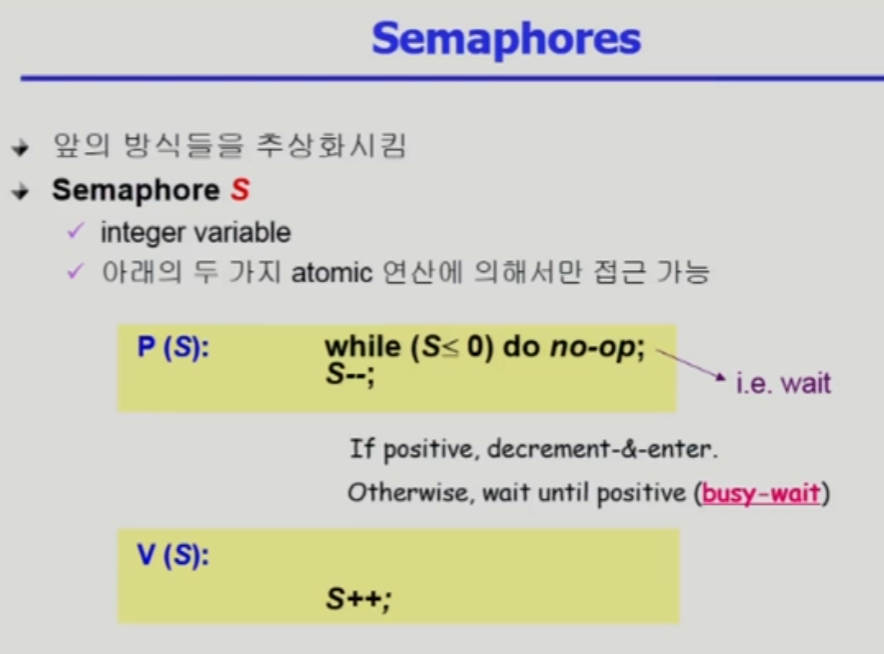 Semaphores
앞의 방식들을 추상화시킴
Semaphore S
integer variable
아래의 두 가지 atomic 연산에 의해서만 접근 가능
P (S): while (S≤ 0) do no-op;
S--;
i.e. wait
If positive, decrement-&-enter.
Otherwise, wait until positive (busy-wait)
V (S):
S++;